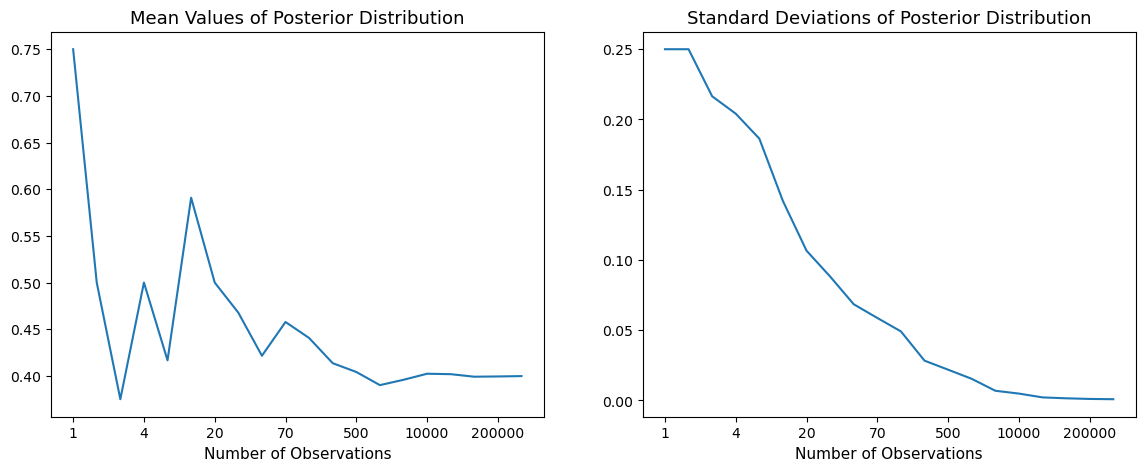 Mean Values of Posterior Distribution
0.75
0.70
0.65
0.60
0.55
0.50
0.45
0.40
1 4 20 70 500 10000 200000
Number of Observations
Standard Deviations of Posterior Distribution
0.25
0.20
0.15
0.10
0.05
0.00
1 4 20 70 500 10000 200000
Number of Observations